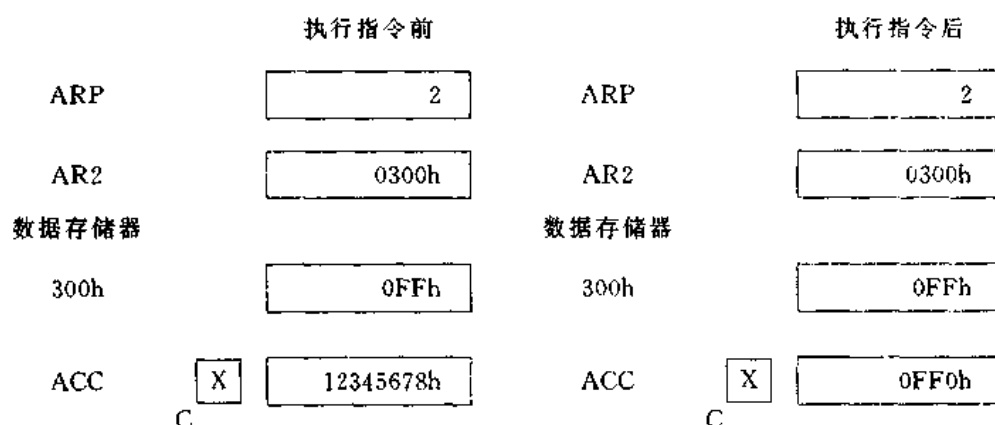 执行指令前 执行指令后
ARP 2 ARP 2
AR2 0300h AR2 0300h
数据存储器 数据存储器
300h 0FFh 300h 0FFh
ACC X 12345678h ACC X 0FF0h
C C